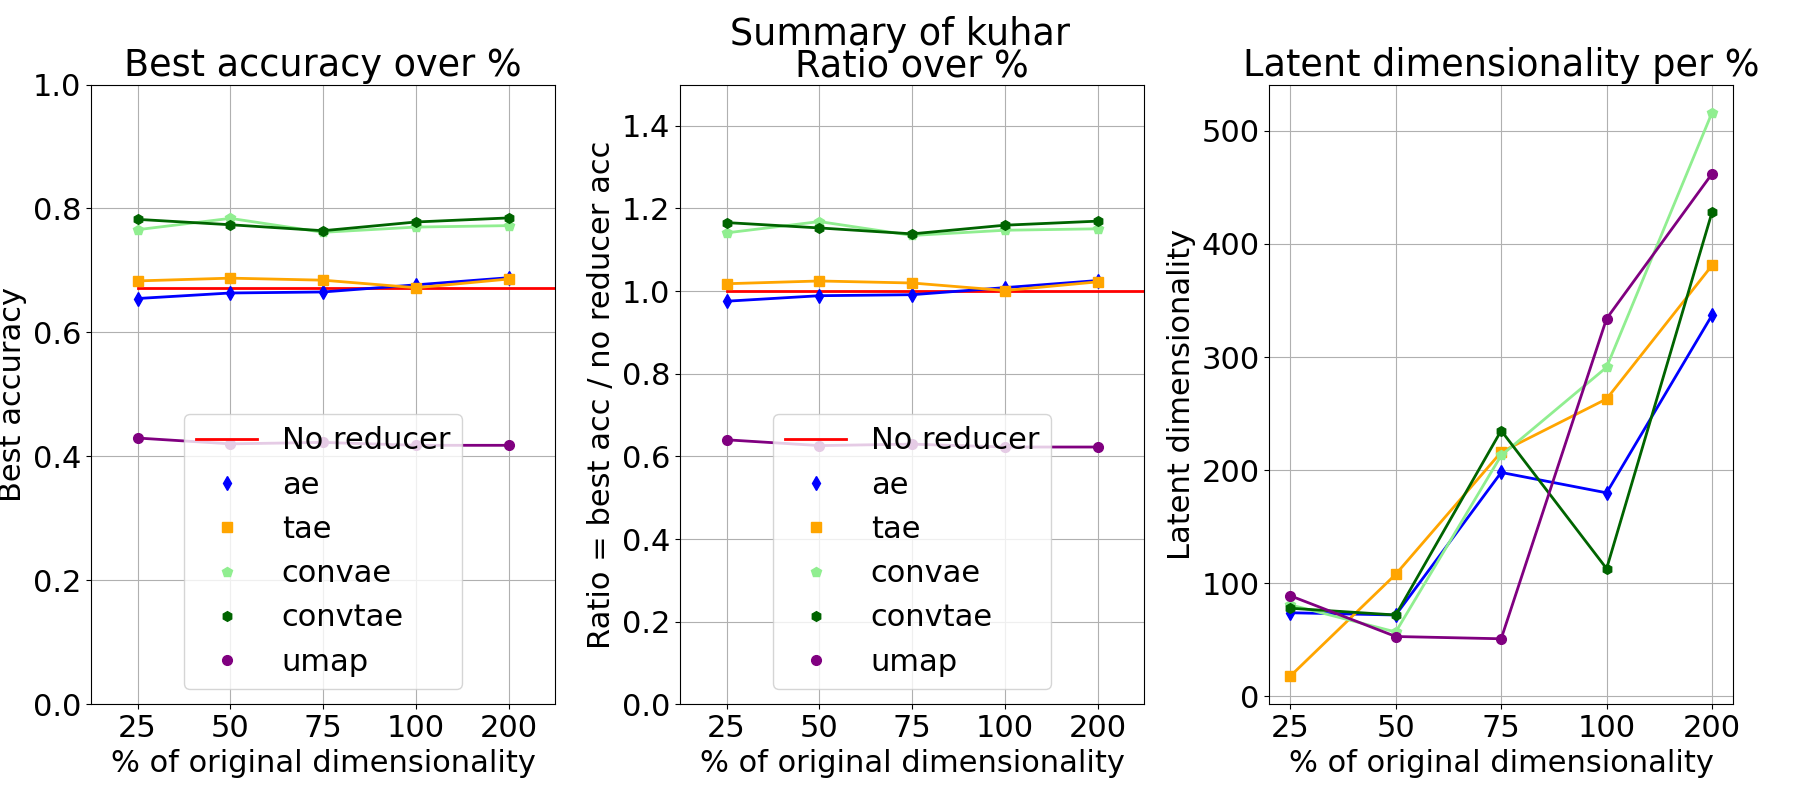 Summary of kuhar
Best accuracy over %
Best accuracy
1.0
0.8
0.6
0.4
0.2
0.0
No reducer
ae
tae
convae
convtae
umap
25 50 75 100 200
% of original dimensionality
Ratio over %
Ratio = best acc / no reducer acc
1.4
1.2
1.0
0.8
0.6
0.4
0.2
0.0
No reducer
ae
tae
convae
convtae
umap
25 50 75 100 200
% of original dimensionality
Latent dimensionality per %
Latent dimensionality
500
400
300
200
100
0
25 50 75 100 200
% of original dimensionality